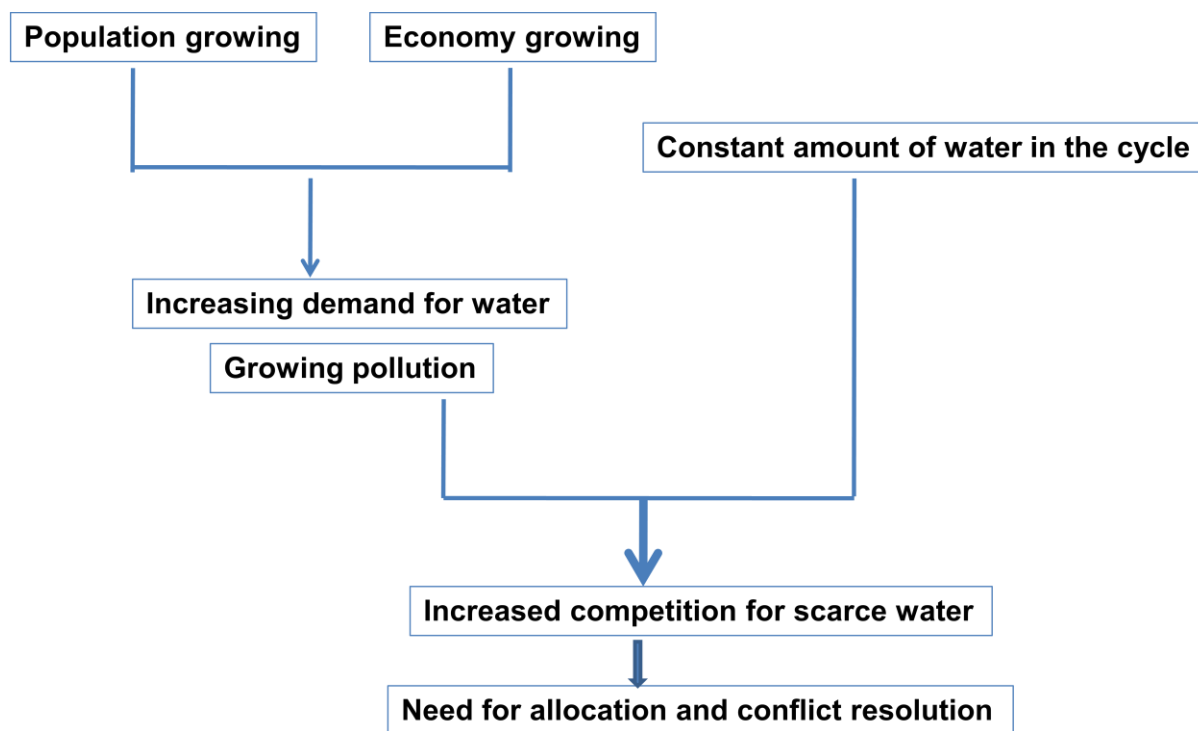 Population growing
Economy growing
Constant amount of water in the cycle
Increasing demand for water
Growing pollution
Increased competition for scarce water
Need for allocation and conflict resolution